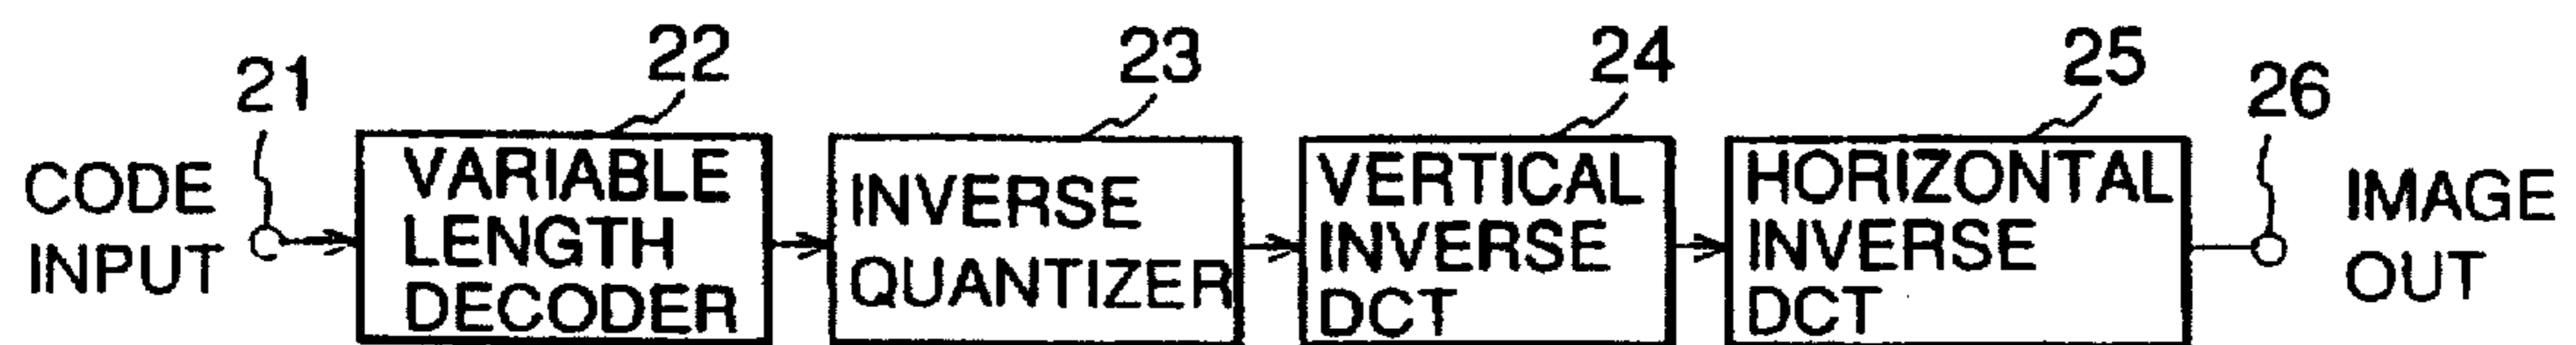 21
22
23
24
25
26
CODE
INPUT
VARIABLE
LENGTH
DECODER
INVERSE
QUANTIZER
VERTICAL
INVERSE
DCT
HORIZONTAL
INVERSE
DCT
IMAGE
OUT